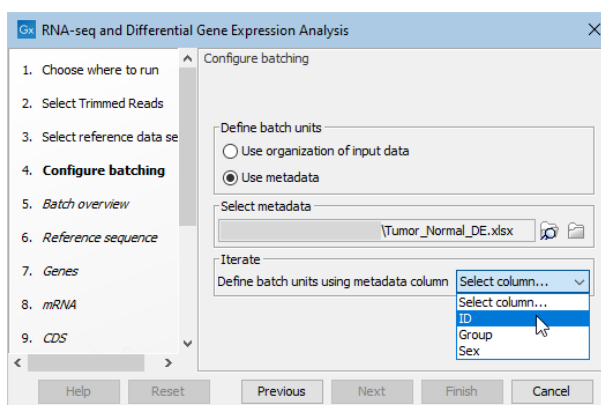 Gx RNA-seq and Differential Gene Expression Analysis
1. Choose where to run
2. Select Trimmed Reads
3. Select reference data se
4. Configure batching
5. Batch overview
6. Reference sequence
7. Genes
8. mRNA
9. CDS
Configure batching
Define batch units
Use organization of input data
Use metadata
Select metadata
\Tumor_Normal_DE.xlsx
Iterate
Define batch units using metadata column Select column...
Select column...
ID
Group
Sex
Help Reset Previous Next Finish Cancel